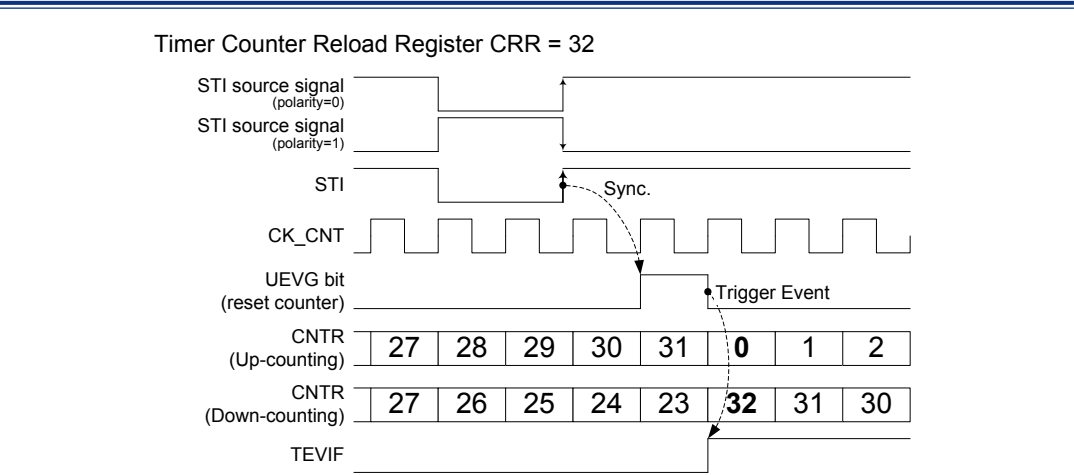 Timer Counter Reload Register CRR = 32
STI source signal
(polarity=0)
STI source signal
(polarity=1)
STI
Sync.
CK_CNT
UEVG bit
(reset counter)
Trigger Event
CNTR
(Up-counting)
27 28 29 30 31 0 1 2
CNTR
(Down-counting)
27 26 25 24 23 32 31 30
TEVIF